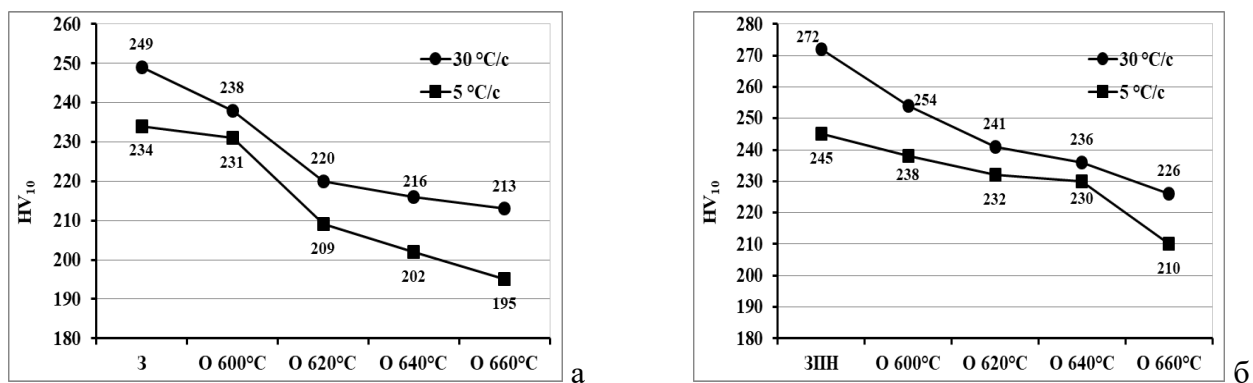 260
250
240
230
220
210
200
190
180
HV₁₀
249
238
220
216
213
234
231
209
202
195
30 °C/c
5 °C/c
З
О 600°C
О 620°C
О 640°C
О 660°C
а
280
270
260
250
240
230
220
210
200
190
180
HV₁₀
272
254
241
236
226
245
238
232
230
210
30 °C/c
5 °C/c
ЗПН
О 600°C
О 620°C
О 640°C
О 660°C
б